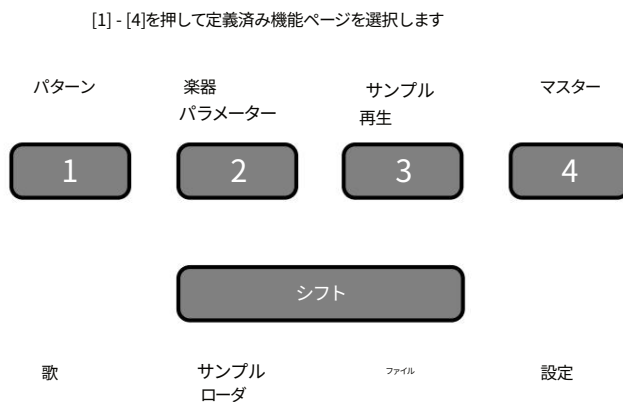 [1] - [4]を押して定義済み機能ページを選択します
パターン
楽器
パラメーター
サンプル
再生
マスター
1
2
3
4
シフト
歌
サンプル
ローダ
ファイル
設定